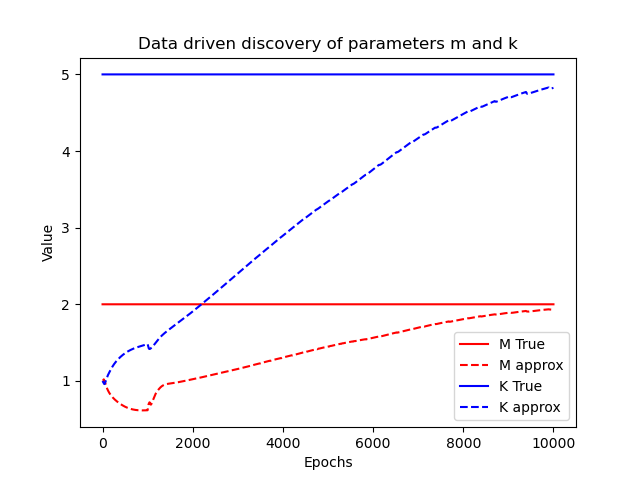 Data driven discovery of parameters m and k
5
4
3
2
1
Value
0
2000
4000
6000
8000
10000
Epochs
M True
M approx
K True
K approx